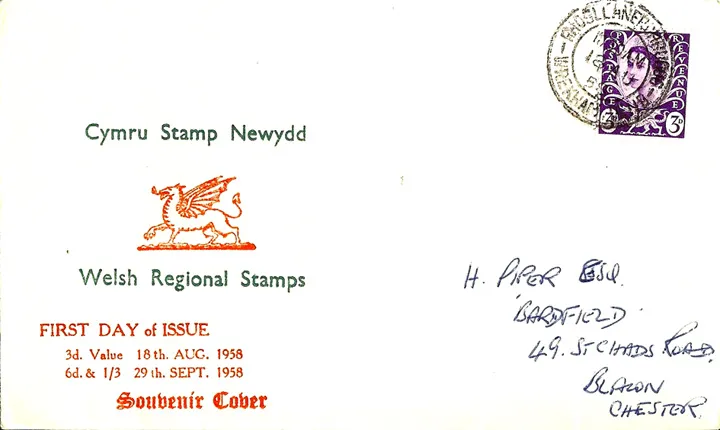 POSTAGE
REVENUE
3D
3D
Cymru Stamp Newydd
Welsh Regional Stamps
FIRST DAY of ISSUE
3d. Value 18th. AUG. 1958
6d. & 1/3 29th. SEPT. 1958
Souvenir Cover
H. PIPER ESQ.
BARDFIELD
49. ST CHADS ROAD.
BLACON
CHESTER.